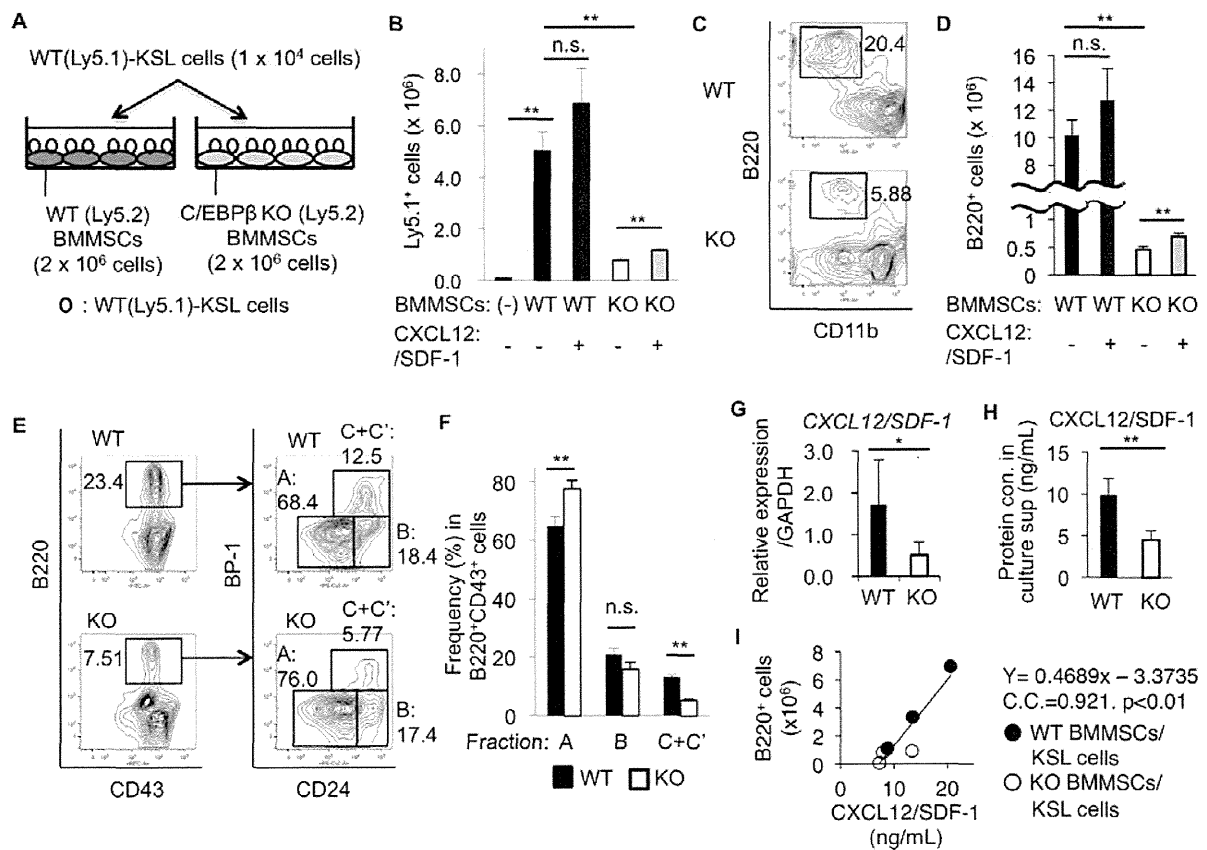 A
WT(Ly5.1)-KSL cells (1 x 10⁴ cells)
WT (Ly5.2)
BMMSCs
(2 x 10⁶ cells)
C/EBPβ KO (Ly5.2)
BMMSCs
(2 x 10⁶ cells)
O : WT(Ly5.1)-KSL cells
B
Ly5.1⁺ cells (x 10⁶)
**
n.s.
**
**
8.0
6.0
4.0
2.0
0.0
BMMSCs: (-) WT WT KO KO
CXCL12: /SDF-1 - - + - +
C
WT
20.4
B220
KO
5.88
CD11b
D
B220⁺ cells (x 10⁶)
**
n.s.
**
16
14
12
10
8
1
0.5
0
BMMSCs: WT WT KO KO
CXCL12: /SDF-1 - + - +
E
WT
23.4
B220
KO
7.51
CD43
WT
C+C':
12.5
A:
68.4
B:
18.4
BP-1
KO
C+C':
5.77
A:
76.0
B:
17.4
CD24
F
Frequency (%) in
B220⁺CD43⁺ cells
**
n.s.
**
80
60
40
20
0
Fraction: A B C+C'
WT KO
G
CXCL12/SDF-1
Relative expression
/GAPDH
*
3.0
2.0
1.0
0.0
WT KO
H
CXCL12/SDF-1
Protein con. in
culture sup (ng/mL)
**
15
10
5
0
WT KO
I
B220⁺ cells
(x10⁶)
8
6
4
2
0
0 10 20
CXCL12/SDF-1
(ng/mL)
Y= 0.4689x – 3.3735
C.C.=0.921. p<0.01
WT BMMSCs/
KSL cells
KO BMMSCs/
KSL cells